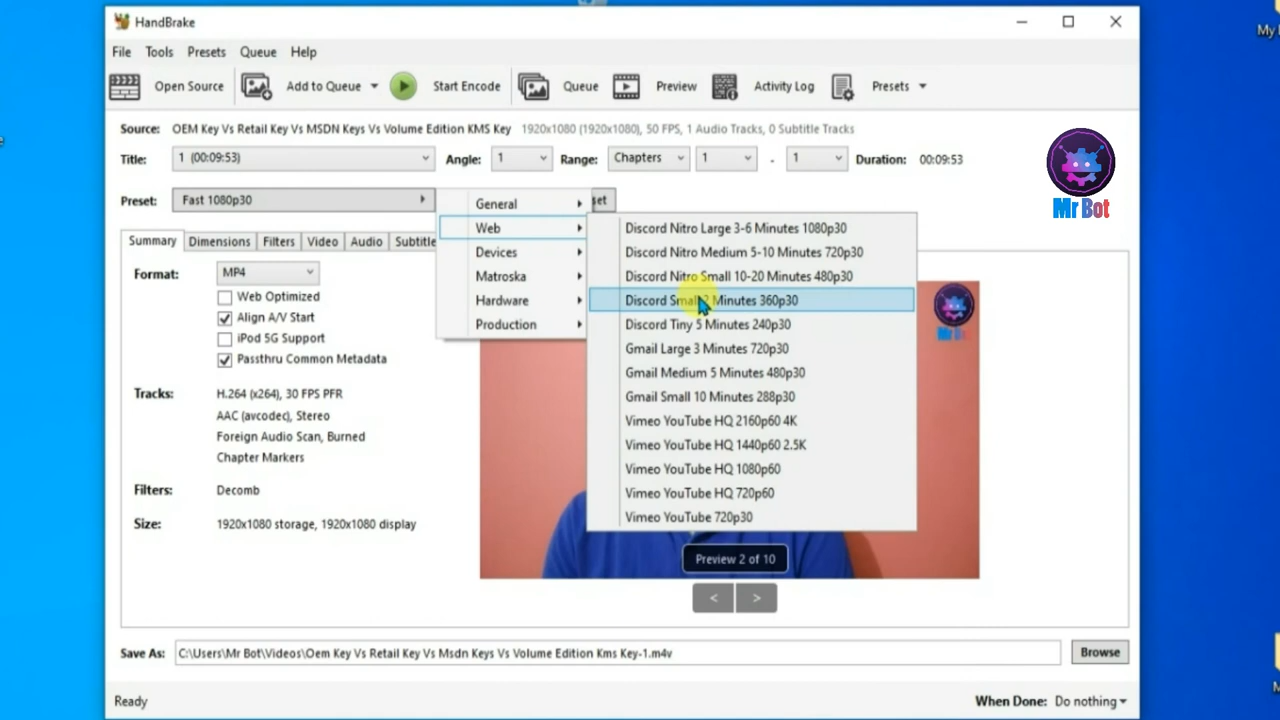 My
HandBrake
File Tools Presets Queue Help
Open Source Add to Queue Start Encode Queue Preview Activity Log Presets
Source: OEM Key Vs Retail Key Vs MSDN Keys Vs Volume Edition KMS Key 1920x1080 (1920x1080), 50 FPS, 1 Audio Tracks, 0 Subtitle Tracks
Title: 1 (00:09:53) Angle: 1 Range: Chapters 1 - 1 Duration: 00:09:53
Mr Bot
Preset: Fast 1080p30
General
Web
Devices
Matroska
Hardware
Production
Discord Nitro Large 3-6 Minutes 1080p30
Discord Nitro Medium 5-10 Minutes 720p30
Discord Nitro Small 10-20 Minutes 480p30
Discord Small 2 Minutes 360p30
Discord Tiny 5 Minutes 240p30
Gmail Large 3 Minutes 720p30
Gmail Medium 5 Minutes 480p30
Gmail Small 10 Minutes 288p30
Vimeo YouTube HQ 2160p60 4K
Vimeo YouTube HQ 1440p60 2.5K
Vimeo YouTube HQ 1080p60
Vimeo YouTube HQ 720p60
Vimeo YouTube 720p30
Summary Dimensions Filters Video Audio Subtitle
Format: MP4
Web Optimized
Align A/V Start
iPod 5G Support
Passthru Common Metadata
Tracks: H.264 (x264), 30 FPS PFR
AAC (avcodec), Stereo
Foreign Audio Scan, Burned
Chapter Markers
Filters: Decomb
Size: 1920x1080 storage, 1920x1080 display
Preview 2 of 10
< >
Save As: C:\Users\Mr Bot\Videos\Oem Key Vs Retail Key Vs Msdn Keys Vs Volume Edition Kms Key-1.m4v Browse
Ready When Done: Do nothing